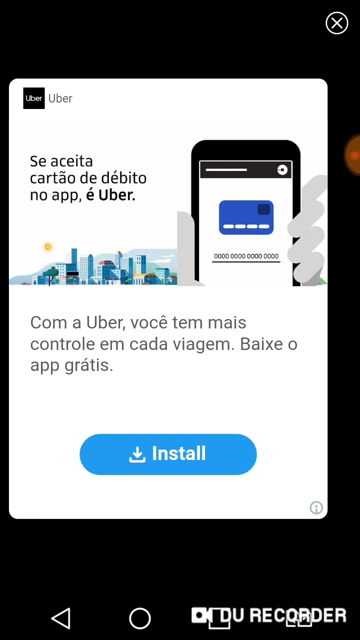 Uber Uber
Se aceita
cartão de débito
no app, é Uber.
0000 0000 0000 0000
Com a Uber, você tem mais
controle em cada viagem. Baixe o
app grátis.
Install
DU RECORDER